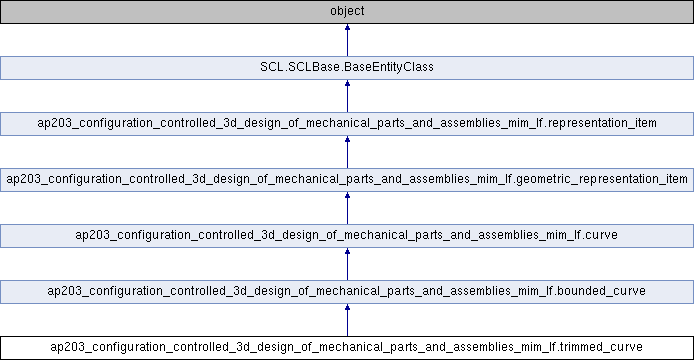 object
SCL.SCLBase.BaseEntityClass
ap203_configuration_controlled_3d_design_of_mechanical_parts_and_assemblies_mim_lf.representation_item
ap203_configuration_controlled_3d_design_of_mechanical_parts_and_assemblies_mim_lf.geometric_representation_item
ap203_configuration_controlled_3d_design_of_mechanical_parts_and_assemblies_mim_lf.curve
ap203_configuration_controlled_3d_design_of_mechanical_parts_and_assemblies_mim_lf.bounded_curve
ap203_configuration_controlled_3d_design_of_mechanical_parts_and_assemblies_mim_lf.trimmed_curve